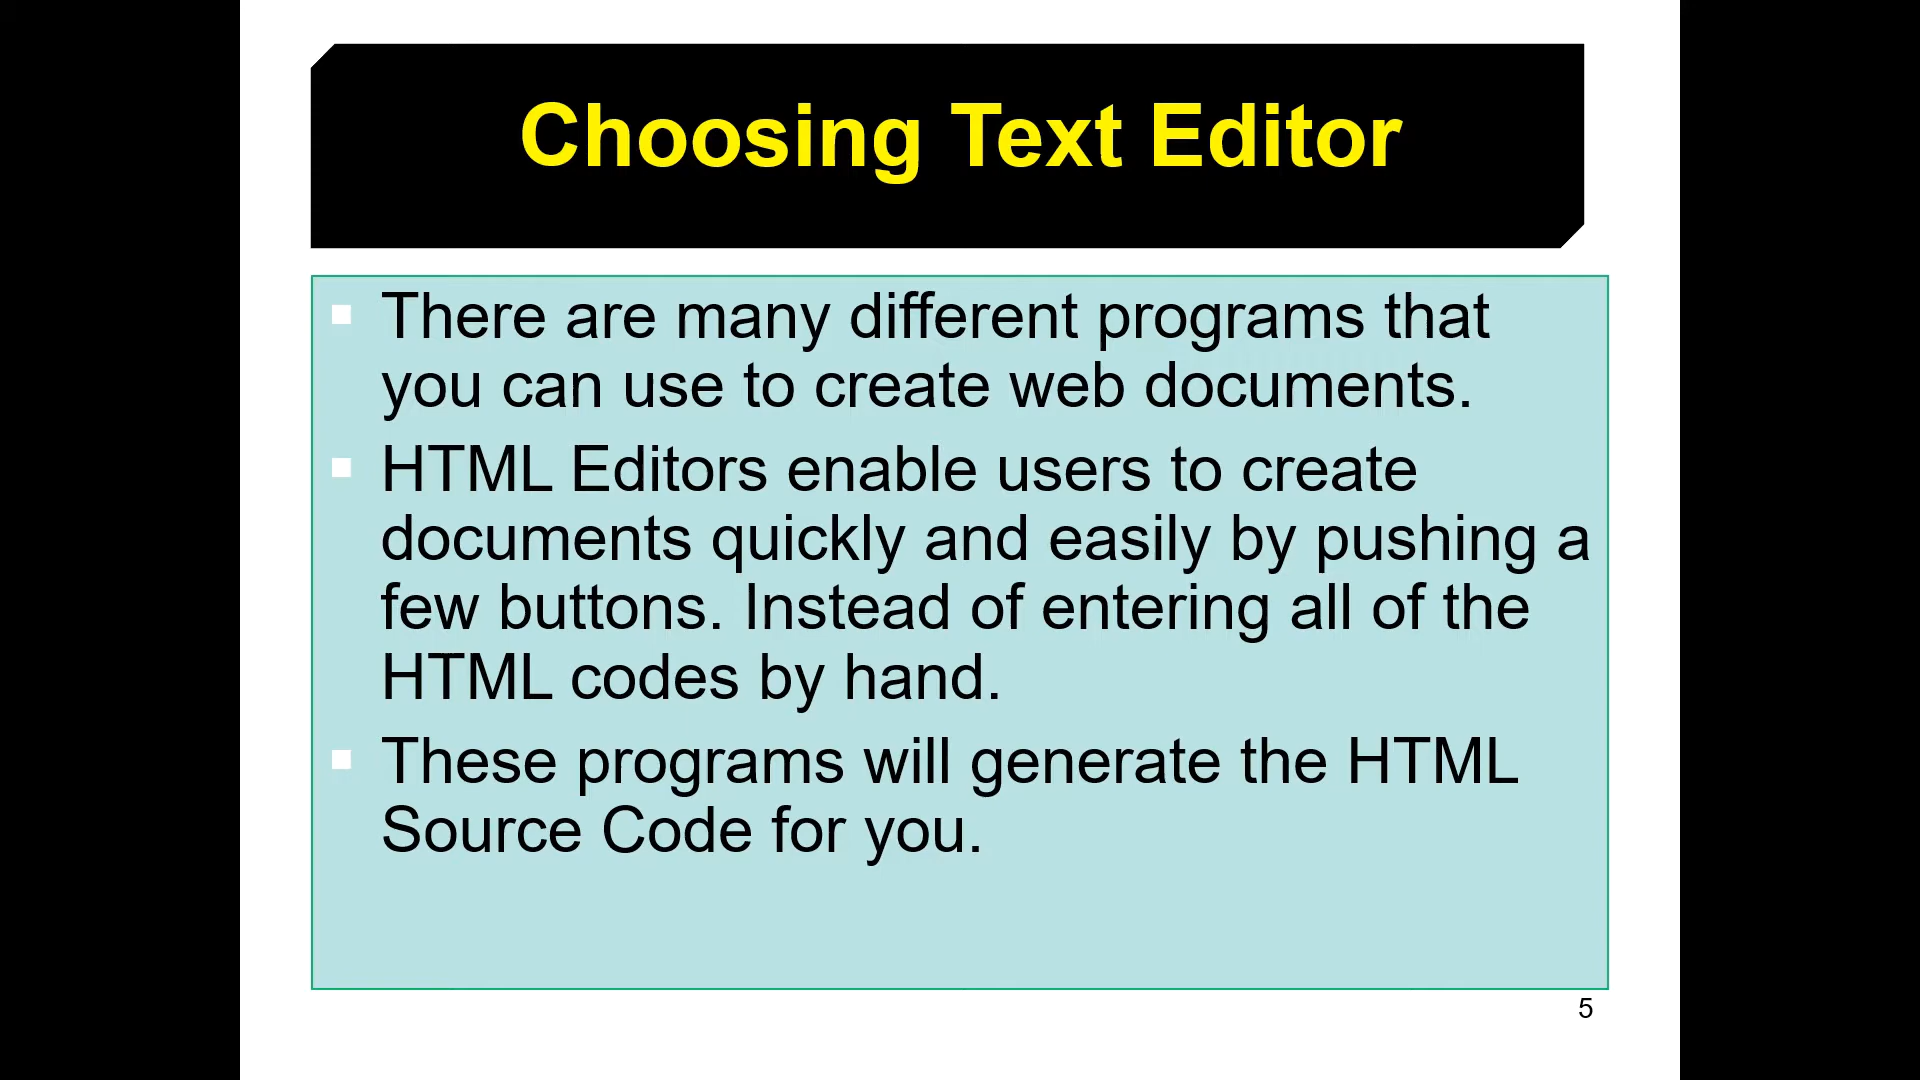 Choosing Text Editor
There are many different programs that
you can use to create web documents.
HTML Editors enable users to create
documents quickly and easily by pushing a
few buttons. Instead of entering all of the
HTML codes by hand.
These programs will generate the HTML
Source Code for you.
5